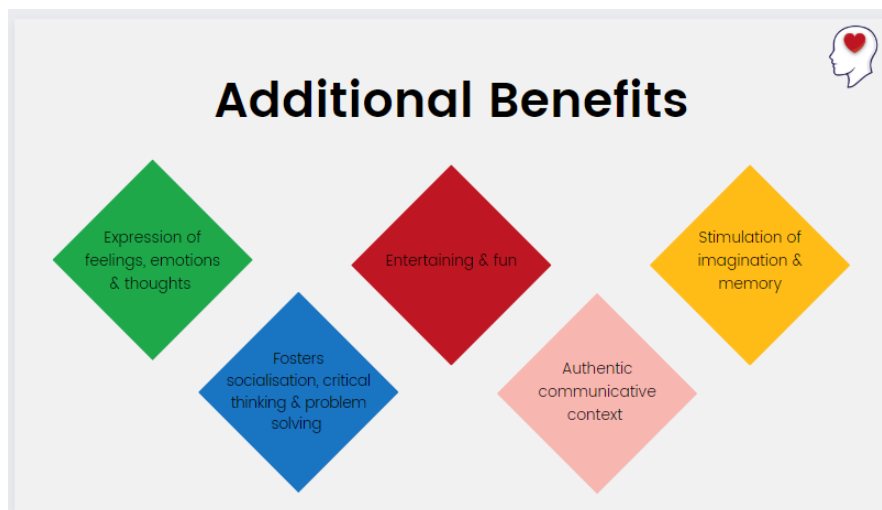 Additional Benefits
Expression of
feelings, emotions
& thoughts
Fosters
socialisation, critical
thinking & problem
solving
Entertaining & fun
Authentic
communicative
context
Stimulation of
imagination &
memory